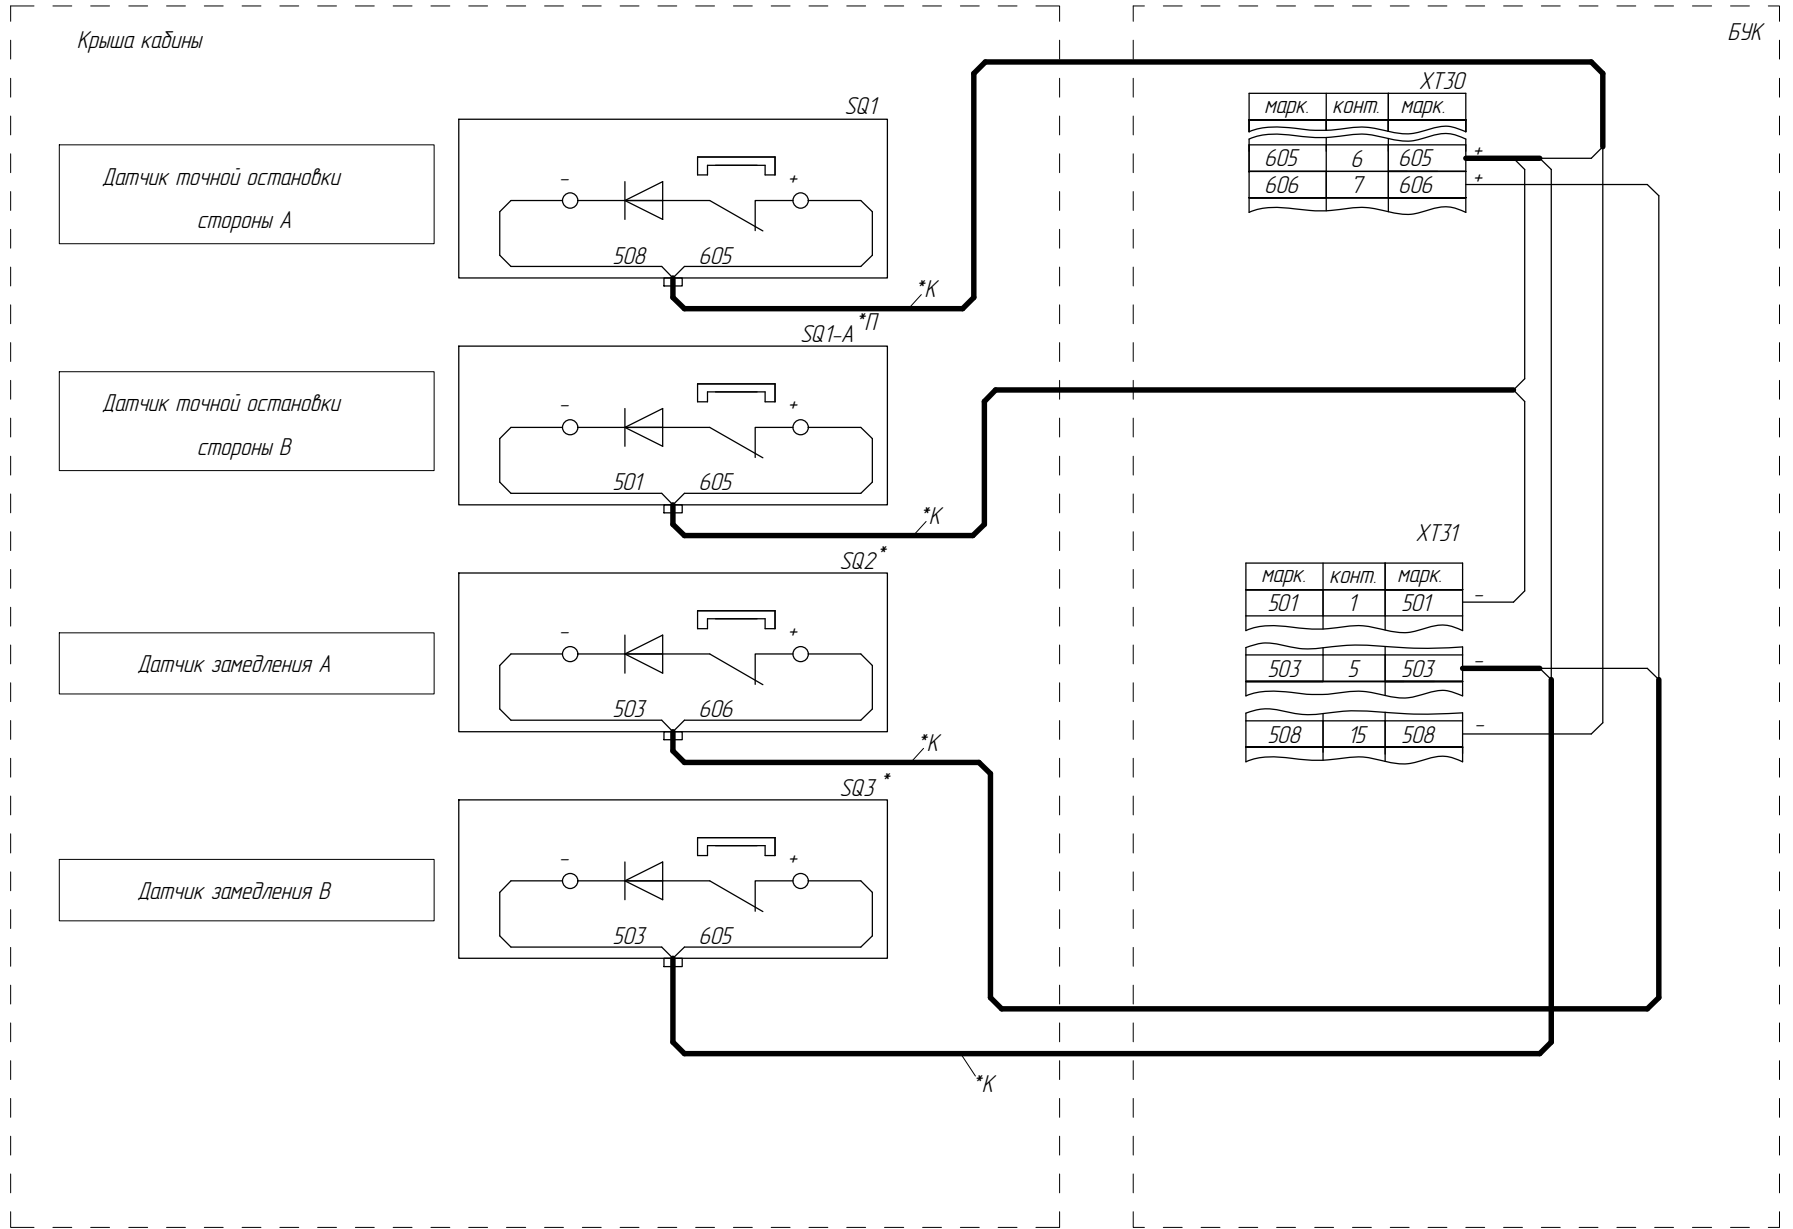 Крыша кабины
БУК
SQ1
Датчик точной остановки
стороны А
-
+
508
605
*К
*П
SQ1-А
Датчик точной остановки
стороны В
-
+
501
605
*К
SQ2*
Датчик замедления А
-
+
503
606
*К
SQ3*
Датчик замедления В
-
+
503
605
*К
XT30
марк. конт. марк.
605 6 605 +
606 7 606 +
XT31
марк. конт. марк.
501 1 501 -
503 5 503 -
508 15 508 -